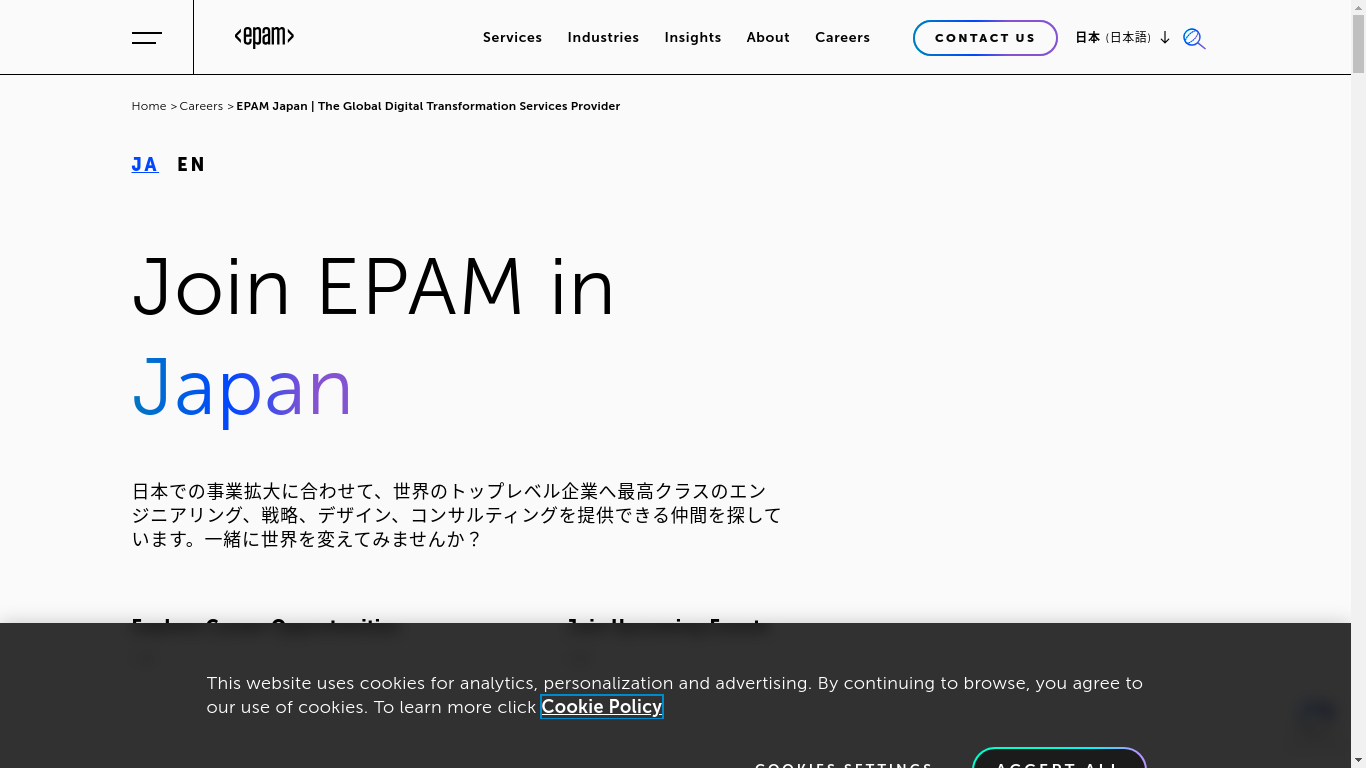 <epam>
Services Industries Insights About Careers CONTACT US 日本 (日本語)
Home > Careers > EPAM Japan | The Global Digital Transformation Services Provider
JA EN
Join EPAM in
Japan
日本での事業拡大に合わせて、世界のトップレベル企業へ最高クラスのエン
ジニアリング、戦略、デザイン、コンサルティングを提供できる仲間を探して
います。一緒に世界を変えてみませんか？
This website uses cookies for analytics, personalization and advertising. By continuing to browse, you agree to
our use of cookies. To learn more click Cookie Policy
COOKIES SETTINGS ACCEPT ALL